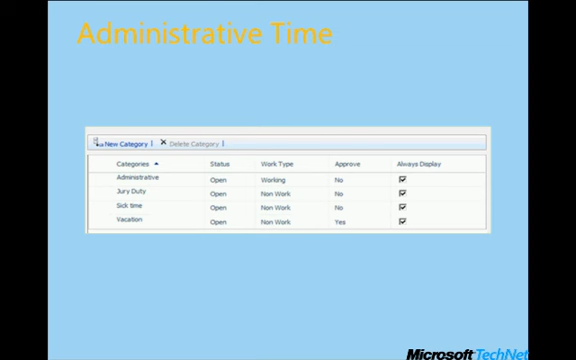 Administrative Time
New Category Delete Category
Categories Status Work Type Approve Always Display
Administrative Open Working No
Jury Duty Open Non Work No
Sick time Open Non Work No
Vacation Open Non Work Yes
Microsoft TechNet